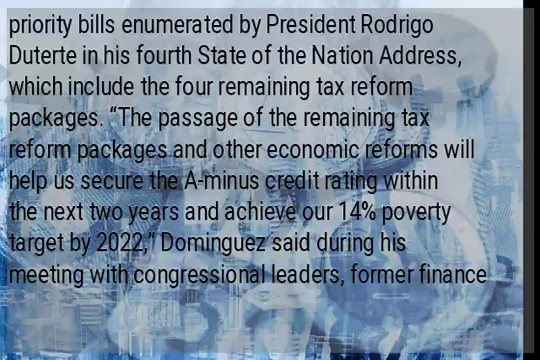 priority bills enumerated by President Rodrigo
Duterte in his fourth State of the Nation Address,
which include the four remaining tax reform
packages. “The passage of the remaining tax
reform packages and other economic reforms will
help us secure the A-minus credit rating within
the next two years and achieve our 14% poverty
target by 2022,” Dominguez said during his
meeting with congressional leaders, former finance